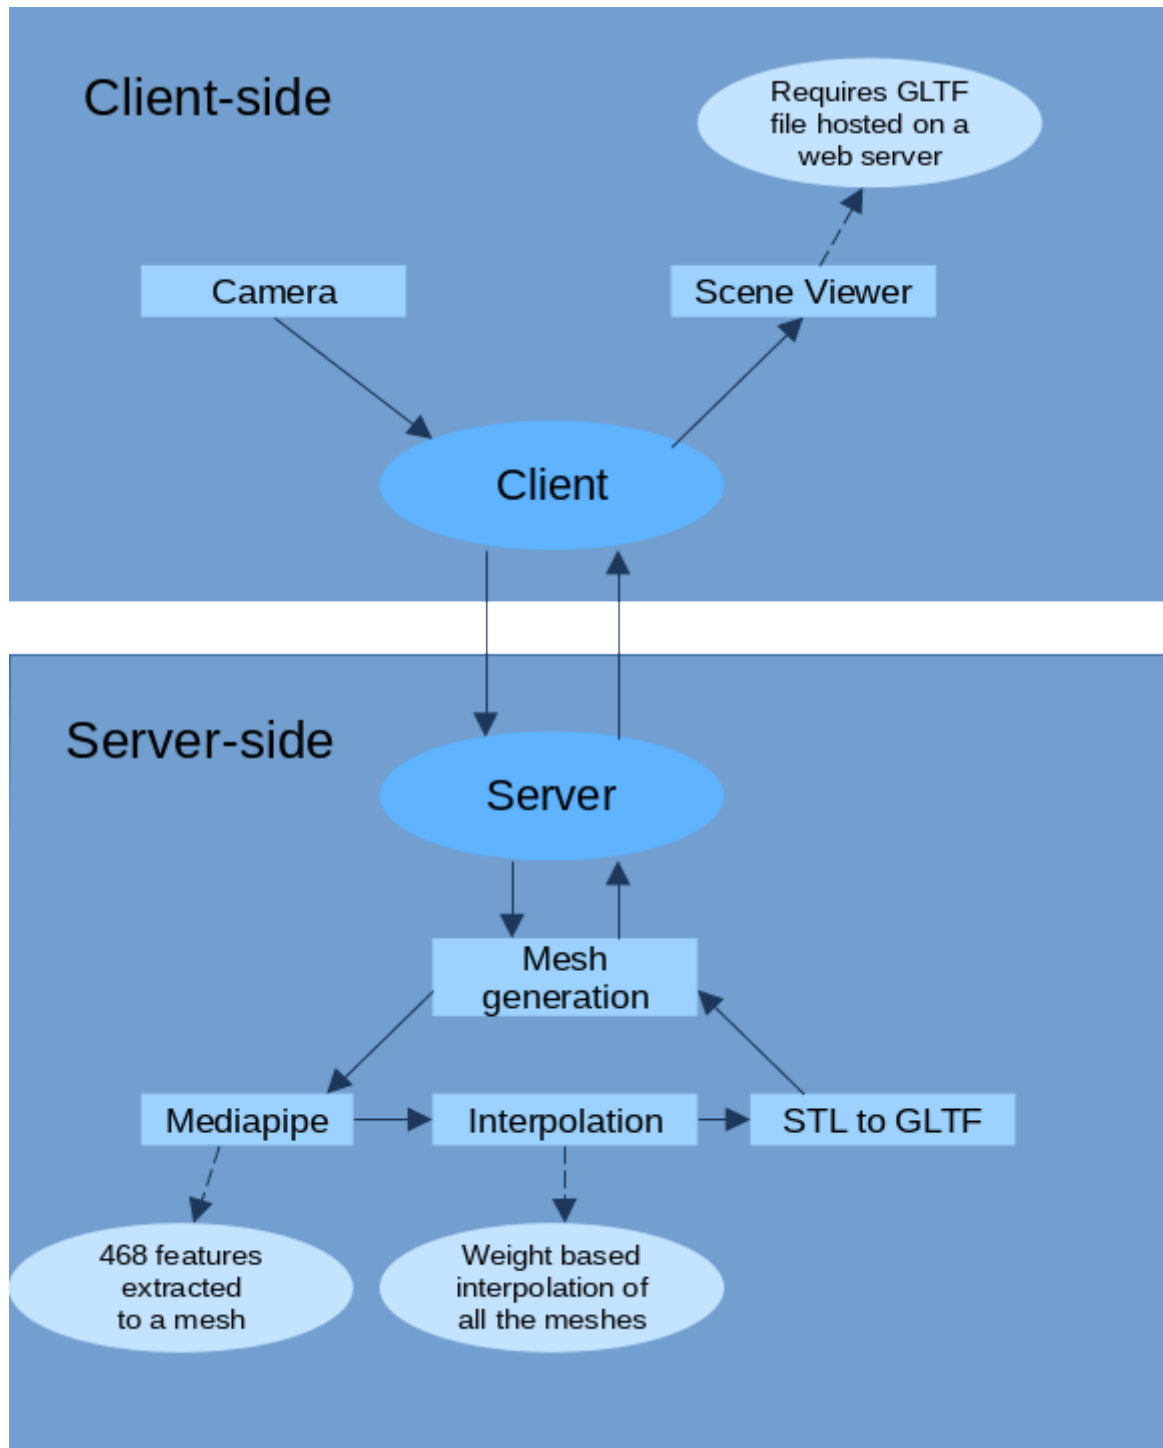 Client-side
Requires GLTF
file hosted on a
web server
Camera
Scene Viewer
Client
Server-side
Server
Mesh
generation
Mediapipe
Interpolation
STL to GLTF
468 features
extracted
to a mesh
Weight based
interpolation of
all the meshes